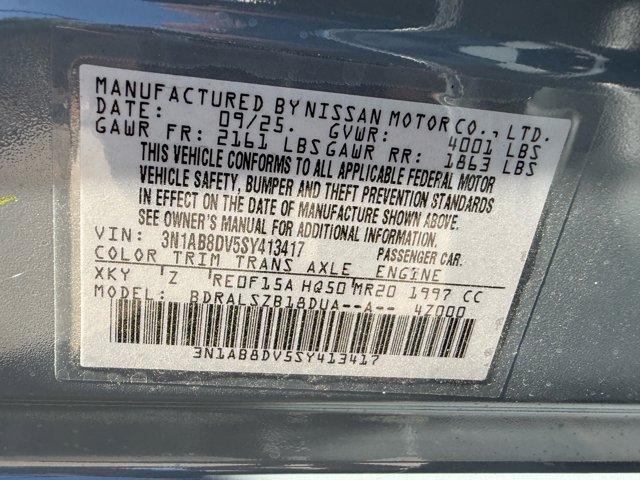 MANUFACTURED BY NISSAN MOTOR CO., LTD.
DATE: 09/25. GVWR: 4001 LBS
GAWR FR: 2161 LBS GAWR RR: 1863 LBS
THIS VEHICLE CONFORMS TO ALL APPLICABLE FEDERAL MOTOR
VEHICLE SAFETY, BUMPER AND THEFT PREVENTION STANDARDS
IN EFFECT ON THE DATE OF MANUFACTURE SHOWN ABOVE.
SEE OWNER'S MANUAL FOR ADDITIONAL INFORMATION.
VIN: 3N1AB8DV5SY413417 PASSENGER CAR.
COLOR TRIM TRANS AXLE ENGINE
XKY Z RE0F15A HQ50 MR20 1997 CC
MODEL: BDRALSZB18DUA--A-- 4Z000
3N1AB8DV5SY413417